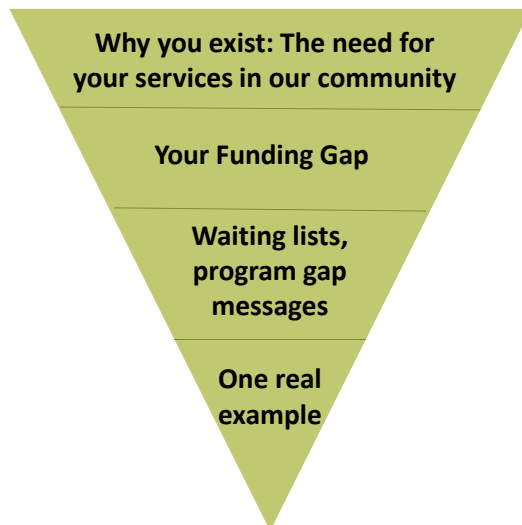 Why you exist: The need for
your services in our community
Your Funding Gap
Waiting lists,
program gap
messages
One real
example